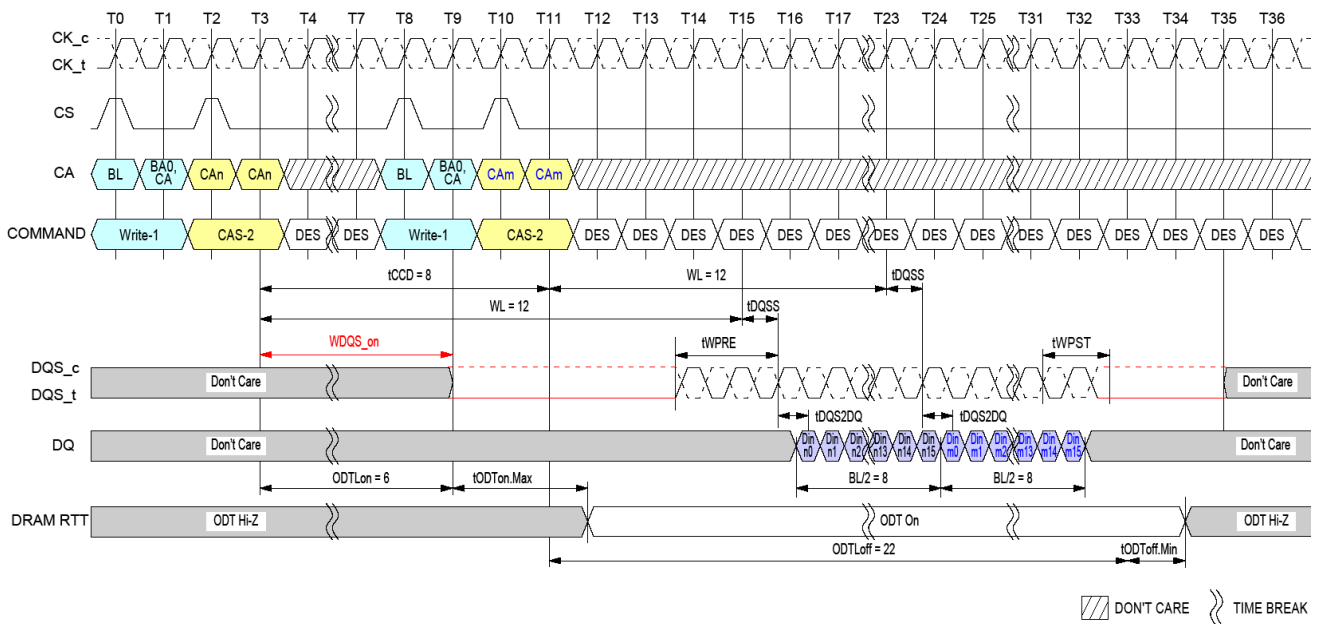 T0 T1 T2 T3 T4 T7 T8 T9 T10 T11 T12 T13 T14 T15 T16 T17 T23 T24 T25 T31 T32 T33 T34 T35 T36
CK_c
CK_t
CS
CA BL BA0, CA CAn CAn BL BA0, CA CAm CAm
COMMAND Write-1 CAS-2 DES DES Write-1 CAS-2 DES DES DES DES DES DES DES DES DES DES DES DES DES DES DES
tCCD = 8 WL = 12 tDQSS
WL = 12 tDQSS
WDQS_on tWPRE tWPST
DQS_c
DQS_t
Don't Care Don't Care
tDQS2DQ tDQS2DQ
DQ Don't Care Din n0 Din n1 Din n2 Din n13 Din n14 Din n15 Din m0 Din m1 Din m2 Din m13 Din m14 Din m15 Don't Care
ODTLon = 6 tODTon.Max BL/2 = 8 BL/2 = 8
DRAM RTT ODT Hi-Z ODT On ODT Hi-Z
ODTLoff = 22 tODToff.Min
DON'T CARE TIME BREAK